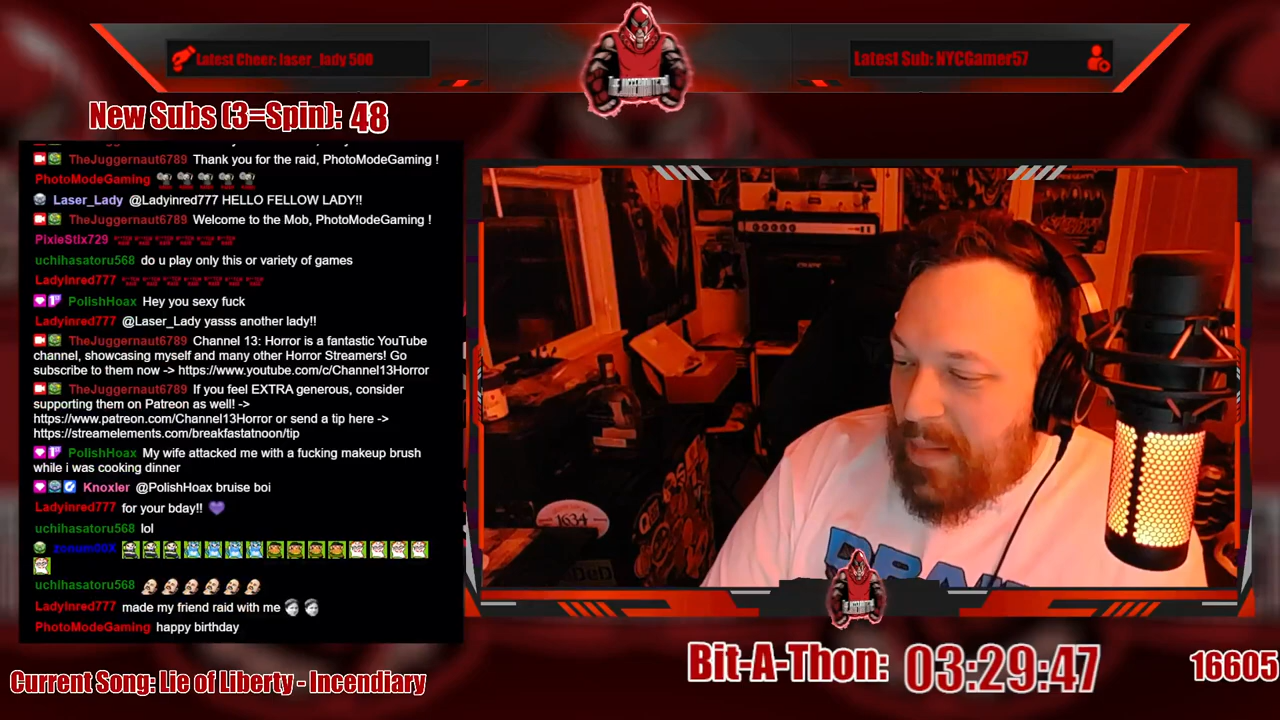 Latest Cheer: laser_lady 500
Latest Sub: NYCGamer57
New Subs (3=Spin): 48
TheJuggernaut6789 Thank you for the raid, PhotoModeGaming !
PhotoModeGaming
Laser_Lady @Ladyinred777 HELLO FELLOW LADY!!
TheJuggernaut6789 Welcome to the Mob, PhotoModeGaming !
PixieStix729
uchihasatoru568 do u play only this or variety of games
Ladyinred777
PolishHoax Hey you sexy fuck
Ladyinred777 @Laser_Lady yasss another lady!!
TheJuggernaut6789 Channel 13: Horror is a fantastic YouTube
channel, showcasing myself and many other Horror Streamers! Go
subscribe to them now -> https://www.youtube.com/c/Channel13Horror
TheJuggernaut6789 If you feel EXTRA generous, consider
supporting them on Patreon as well! ->
https://www.patreon.com/Channel13Horror or send a tip here ->
https://streamelements.com/breakfastatnoon/tip
PolishHoax My wife attacked me with a fucking makeup brush
while i was cooking dinner
Knoxler @PolishHoax bruise boi
Ladyinred777 for your bday!!
uchihasatoru568 lol
uchihasatoru568
Ladyinred777 made my friend raid with me
PhotoModeGaming happy birthday
1634
Current Song: Lie of Liberty - Incendiary
Bit-A-Thon: 03:29:47
16605